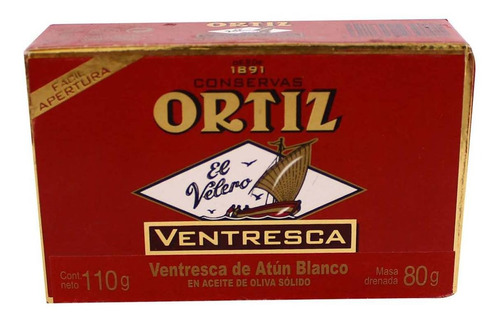 DESDE
1891
CONSERVAS
ORTIZ
FÁCIL
APERTURA
El
Velero
VENTRESCA
Cont.
neto 110g
Ventresca de Atún Blanco
EN ACEITE DE OLIVA SÓLIDO
Masa
drenada 80g